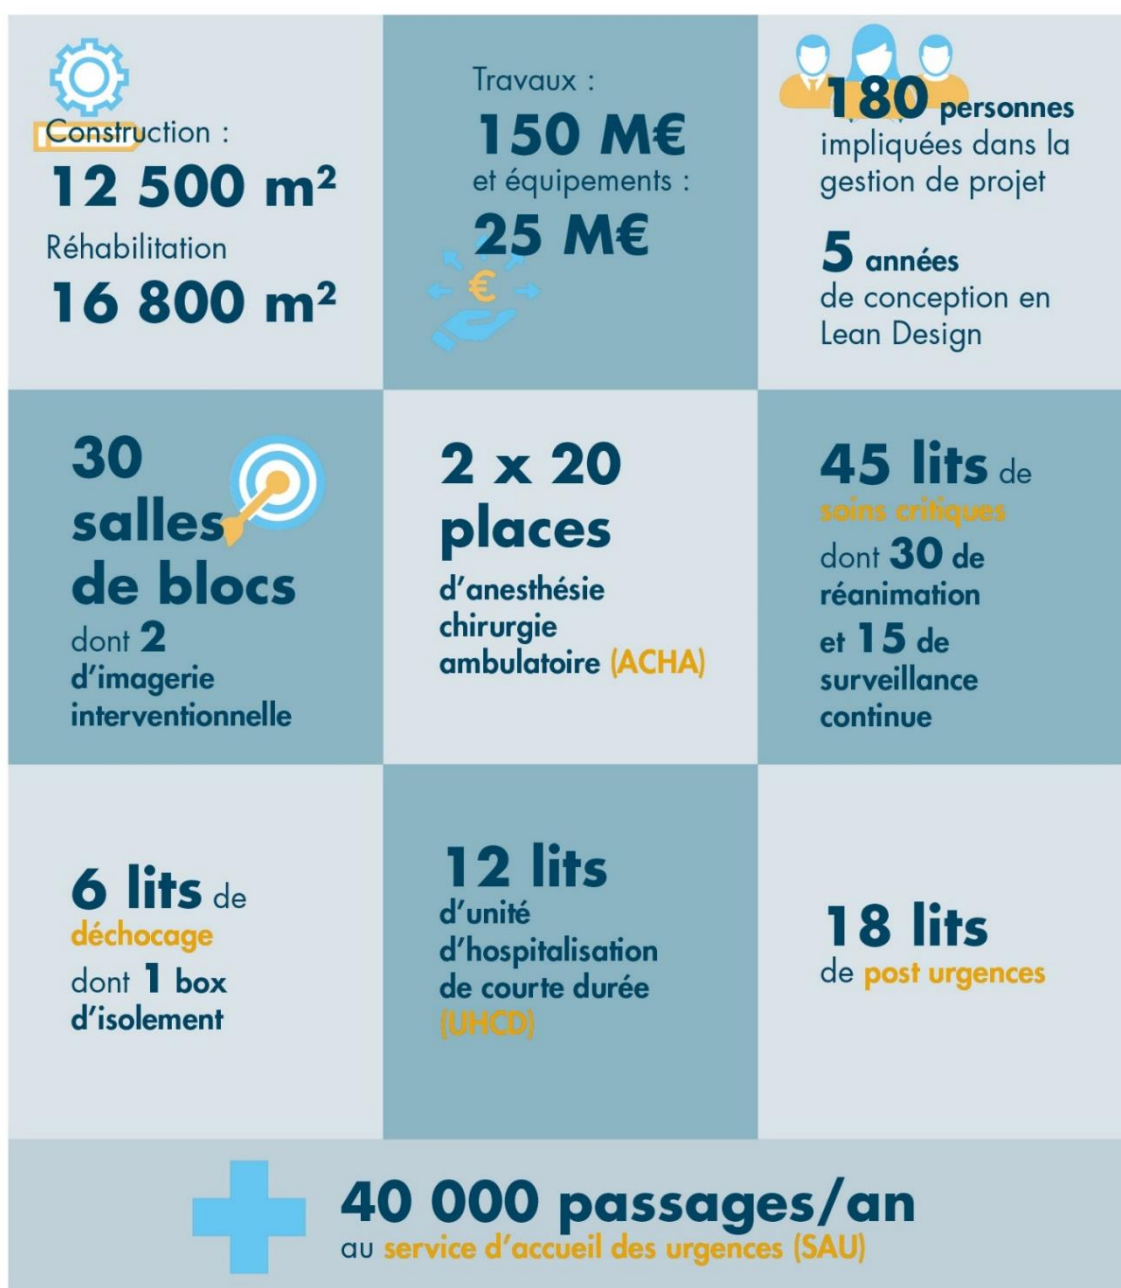 Construction :
12 500 m²
Réhabilitation
16 800 m²
Travaux :
150 M€
et équipements :
25 M€
€
180 personnes
impliquées dans la
gestion de projet
5 années
de conception en
Lean Design
30
salles
de blocs
dont 2
d'imagerie
interventionnelle
2 x 20
places
d'anesthésie
chirurgie
ambulatoire (ACHA)
45 lits de
soins critiques
dont 30 de
réanimation
et 15 de
surveillance
continue
6 lits de
déchocage
dont 1 box
d'isolement
12 lits
d'unité
d'hospitalisation
de courte durée
(UHCD)
18 lits
de post urgences
40 000 passages/an
au service d'accueil des urgences (SAU)